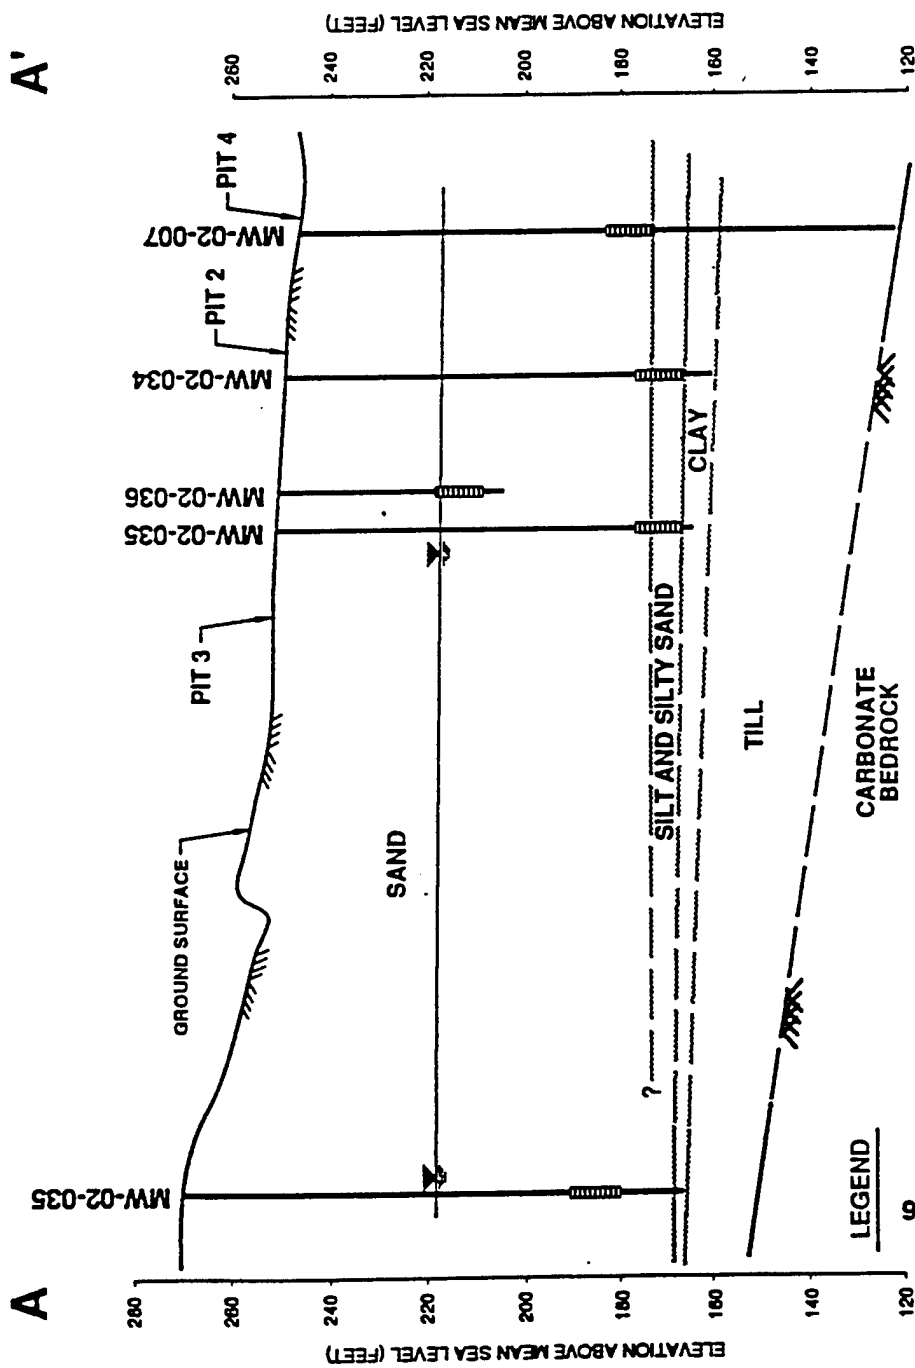 A
A'
ELEVATION ABOVE MEAN SEA LEVEL (FEET)
280
260
240
220
200
180
160
140
120
ELEVATION ABOVE MEAN SEA LEVEL (FEET)
260
240
220
200
180
160
140
120
MW-02-035
GROUND SURFACE
PIT 3
MW-02-035
MW-02-036
MW-02-034
PIT 2
MW-02-007
PIT 4
SAND
?
SILT AND SILTY SAND
CLAY
TILL
CARBONATE
BEDROCK
LEGEND